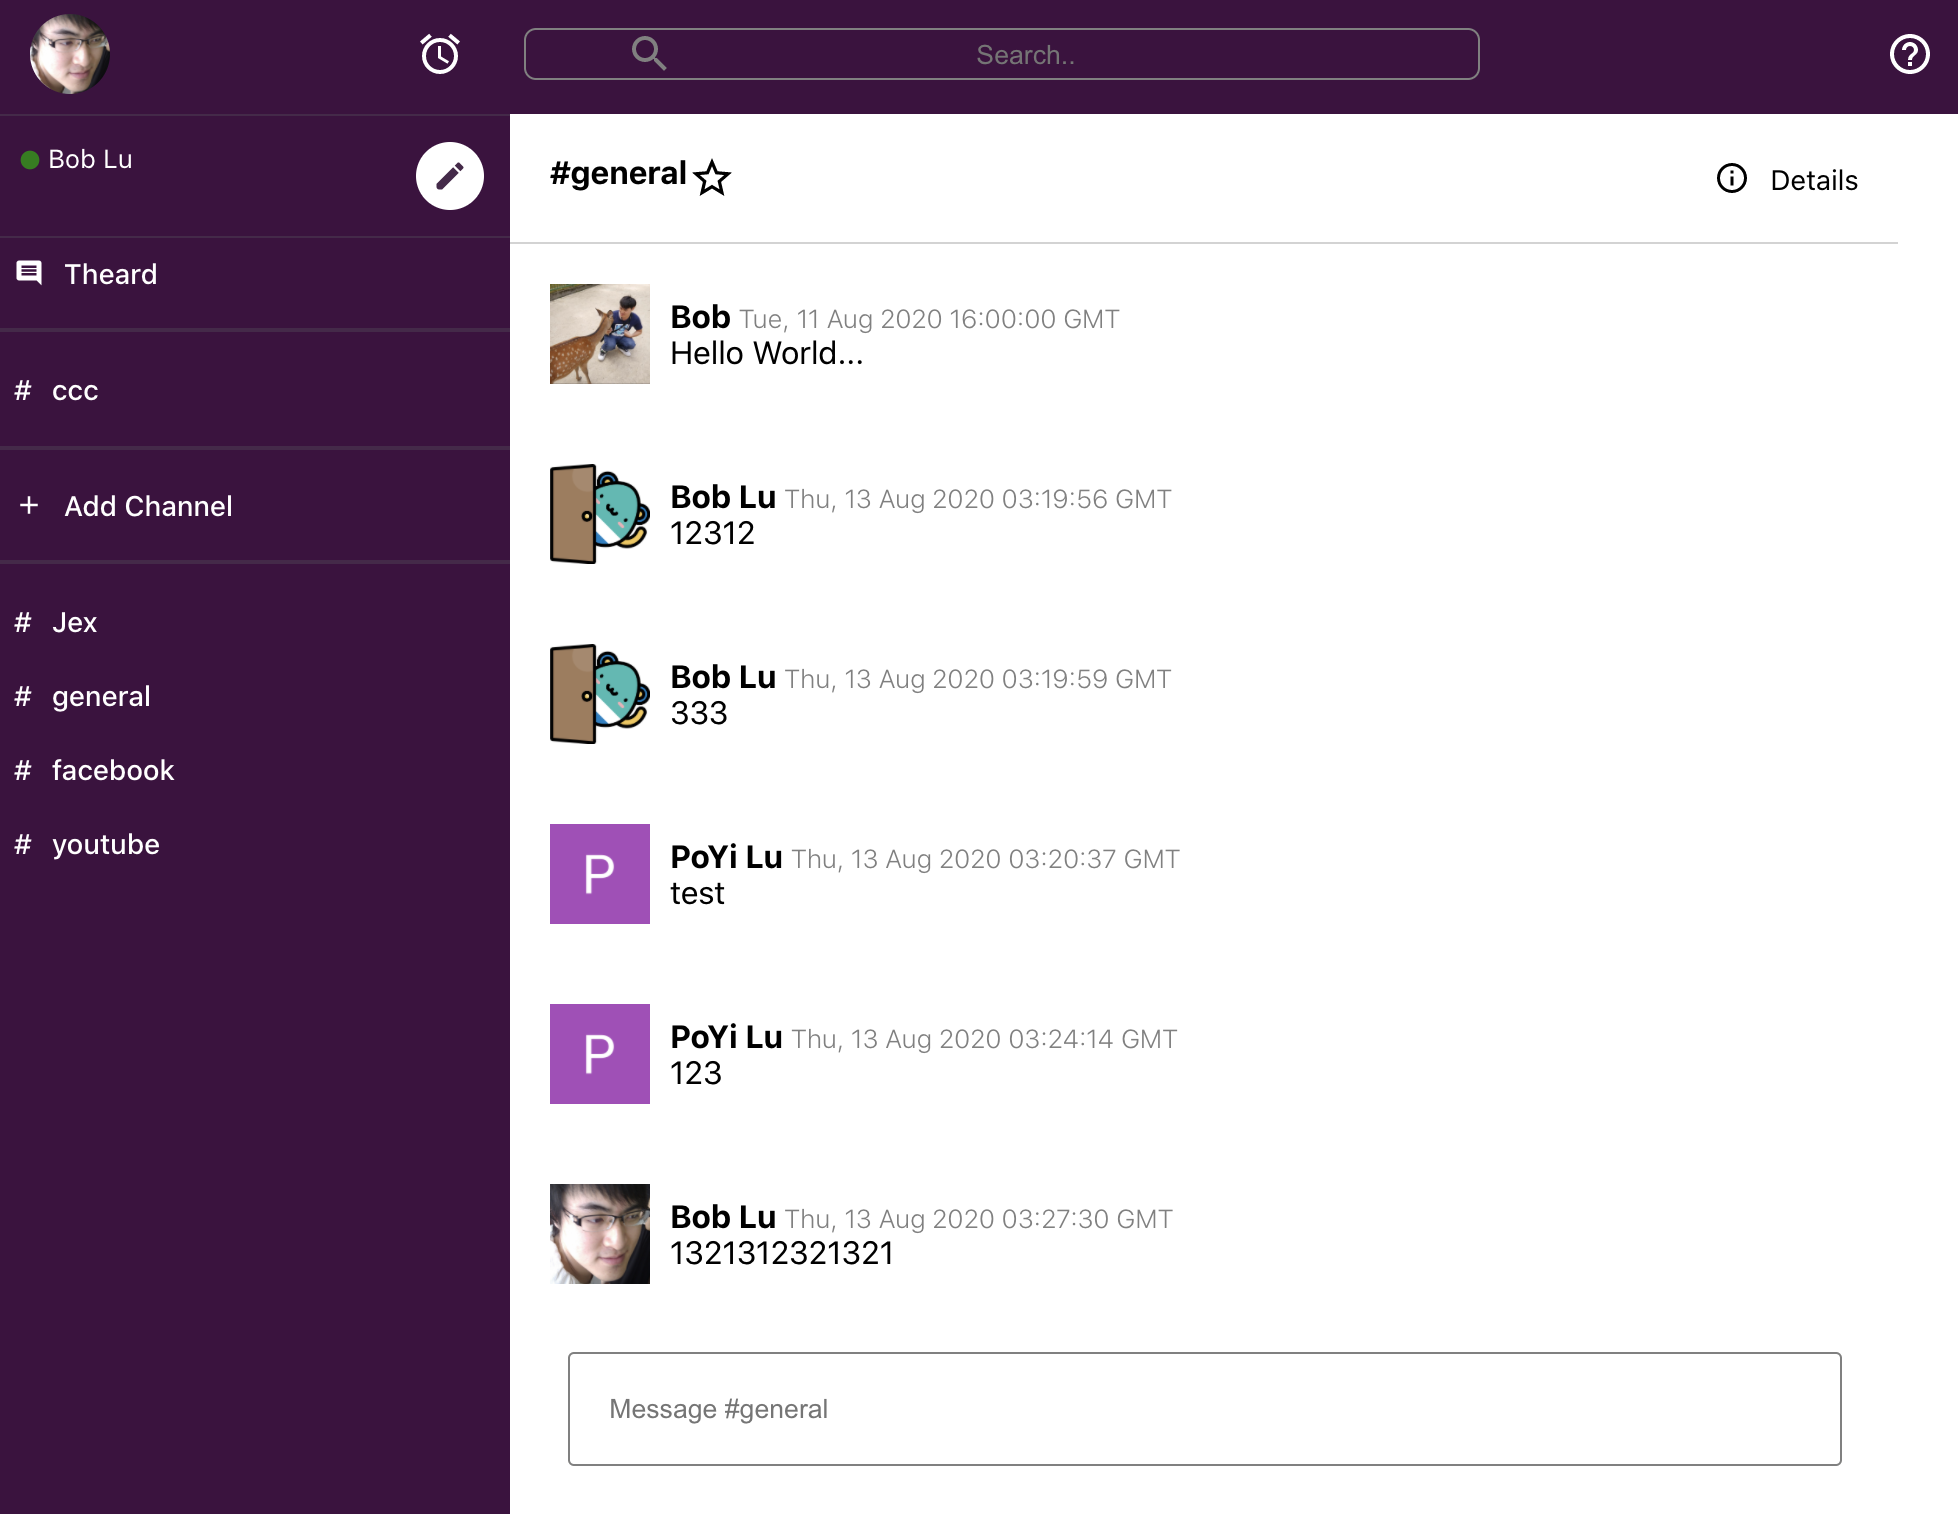 Search..
Bob Lu
Theard
# ccc
+ Add Channel
# Jex
# general
# facebook
# youtube
#general
Details
Bob Tue, 11 Aug 2020 16:00:00 GMT
Hello World...
Bob Lu Thu, 13 Aug 2020 03:19:56 GMT
12312
Bob Lu Thu, 13 Aug 2020 03:19:59 GMT
333
P
PoYi Lu Thu, 13 Aug 2020 03:20:37 GMT
test
P
PoYi Lu Thu, 13 Aug 2020 03:24:14 GMT
123
Bob Lu Thu, 13 Aug 2020 03:27:30 GMT
1321312321321
Message #general